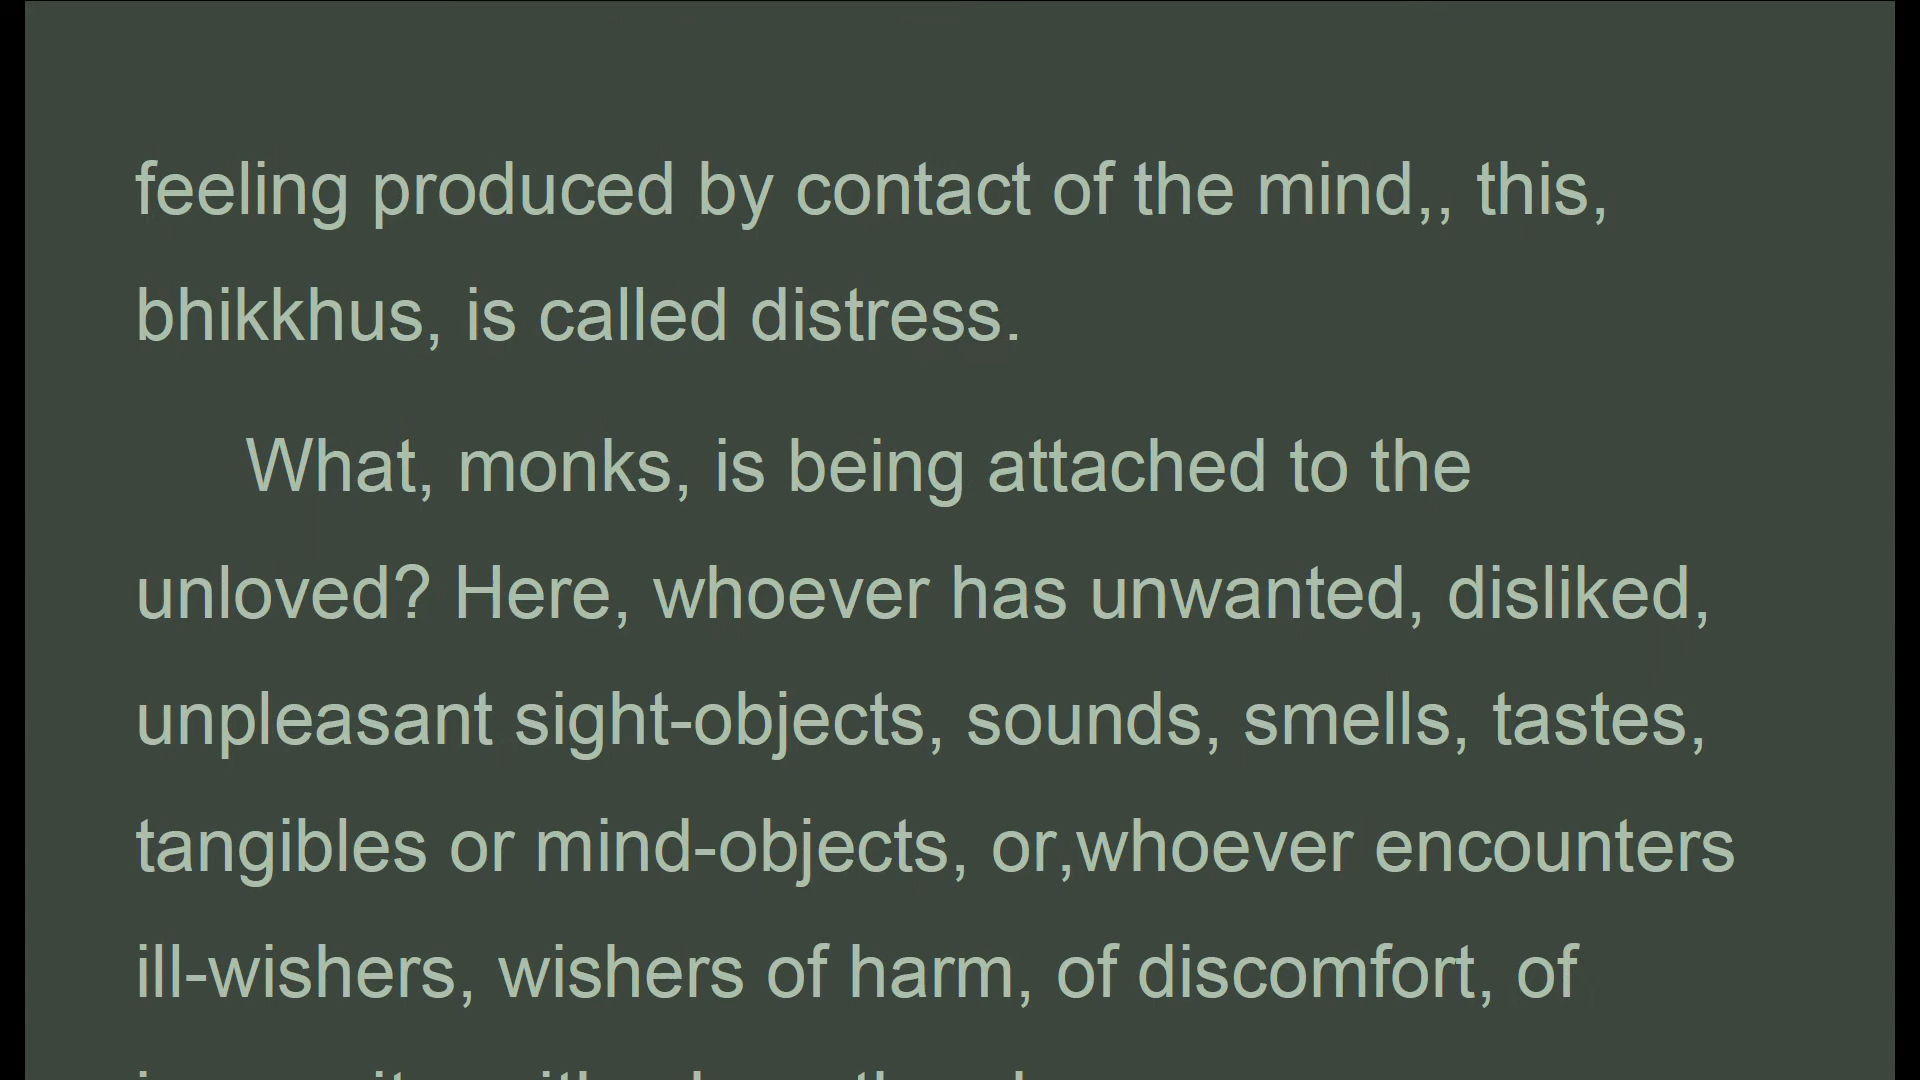 feeling produced by contact of the mind,, this,
bhikkhus, is called distress.
What, monks, is being attached to the
unloved? Here, whoever has unwanted, disliked,
unpleasant sight-objects, sounds, smells, tastes,
tangibles or mind-objects, or,whoever encounters
ill-wishers, wishers of harm, of discomfort, of